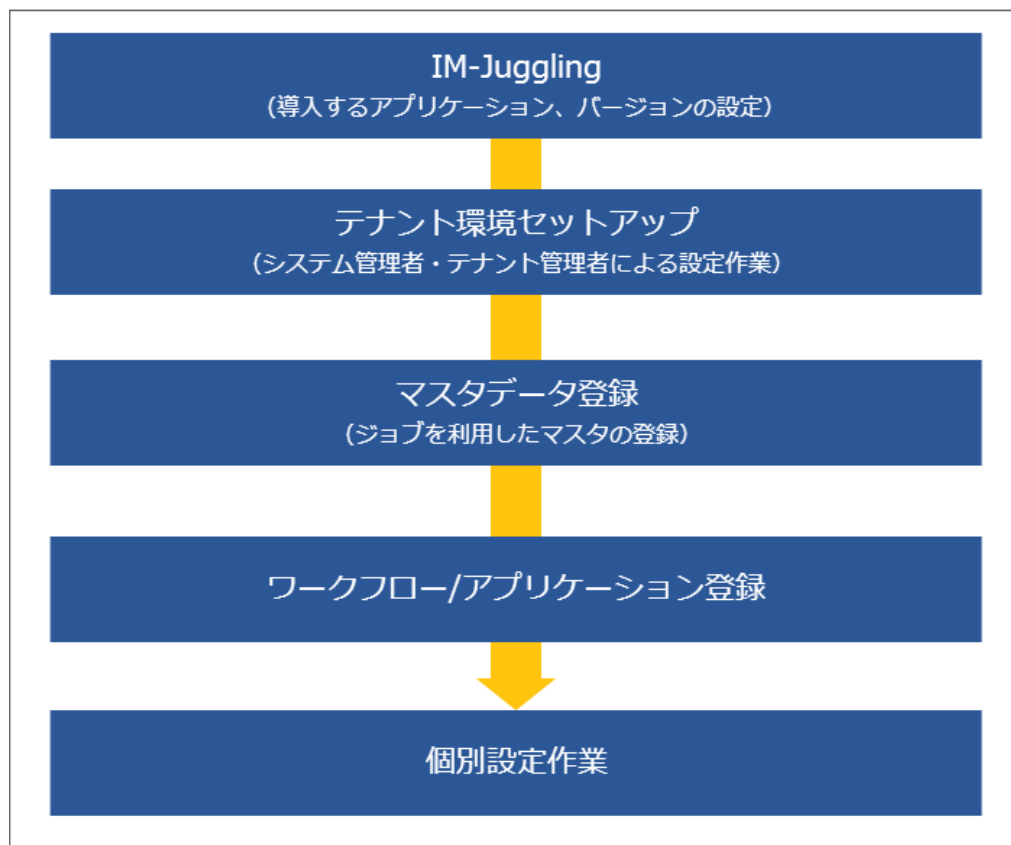 IM-Juggling
（導入するアプリケーション、バージョンの設定）
テナント環境セットアップ
（システム管理者・テナント管理者による設定作業）
マスタデータ登録
（ジョブを利用したマスタの登録）
ワークフロー/アプリケーション登録
個別設定作業